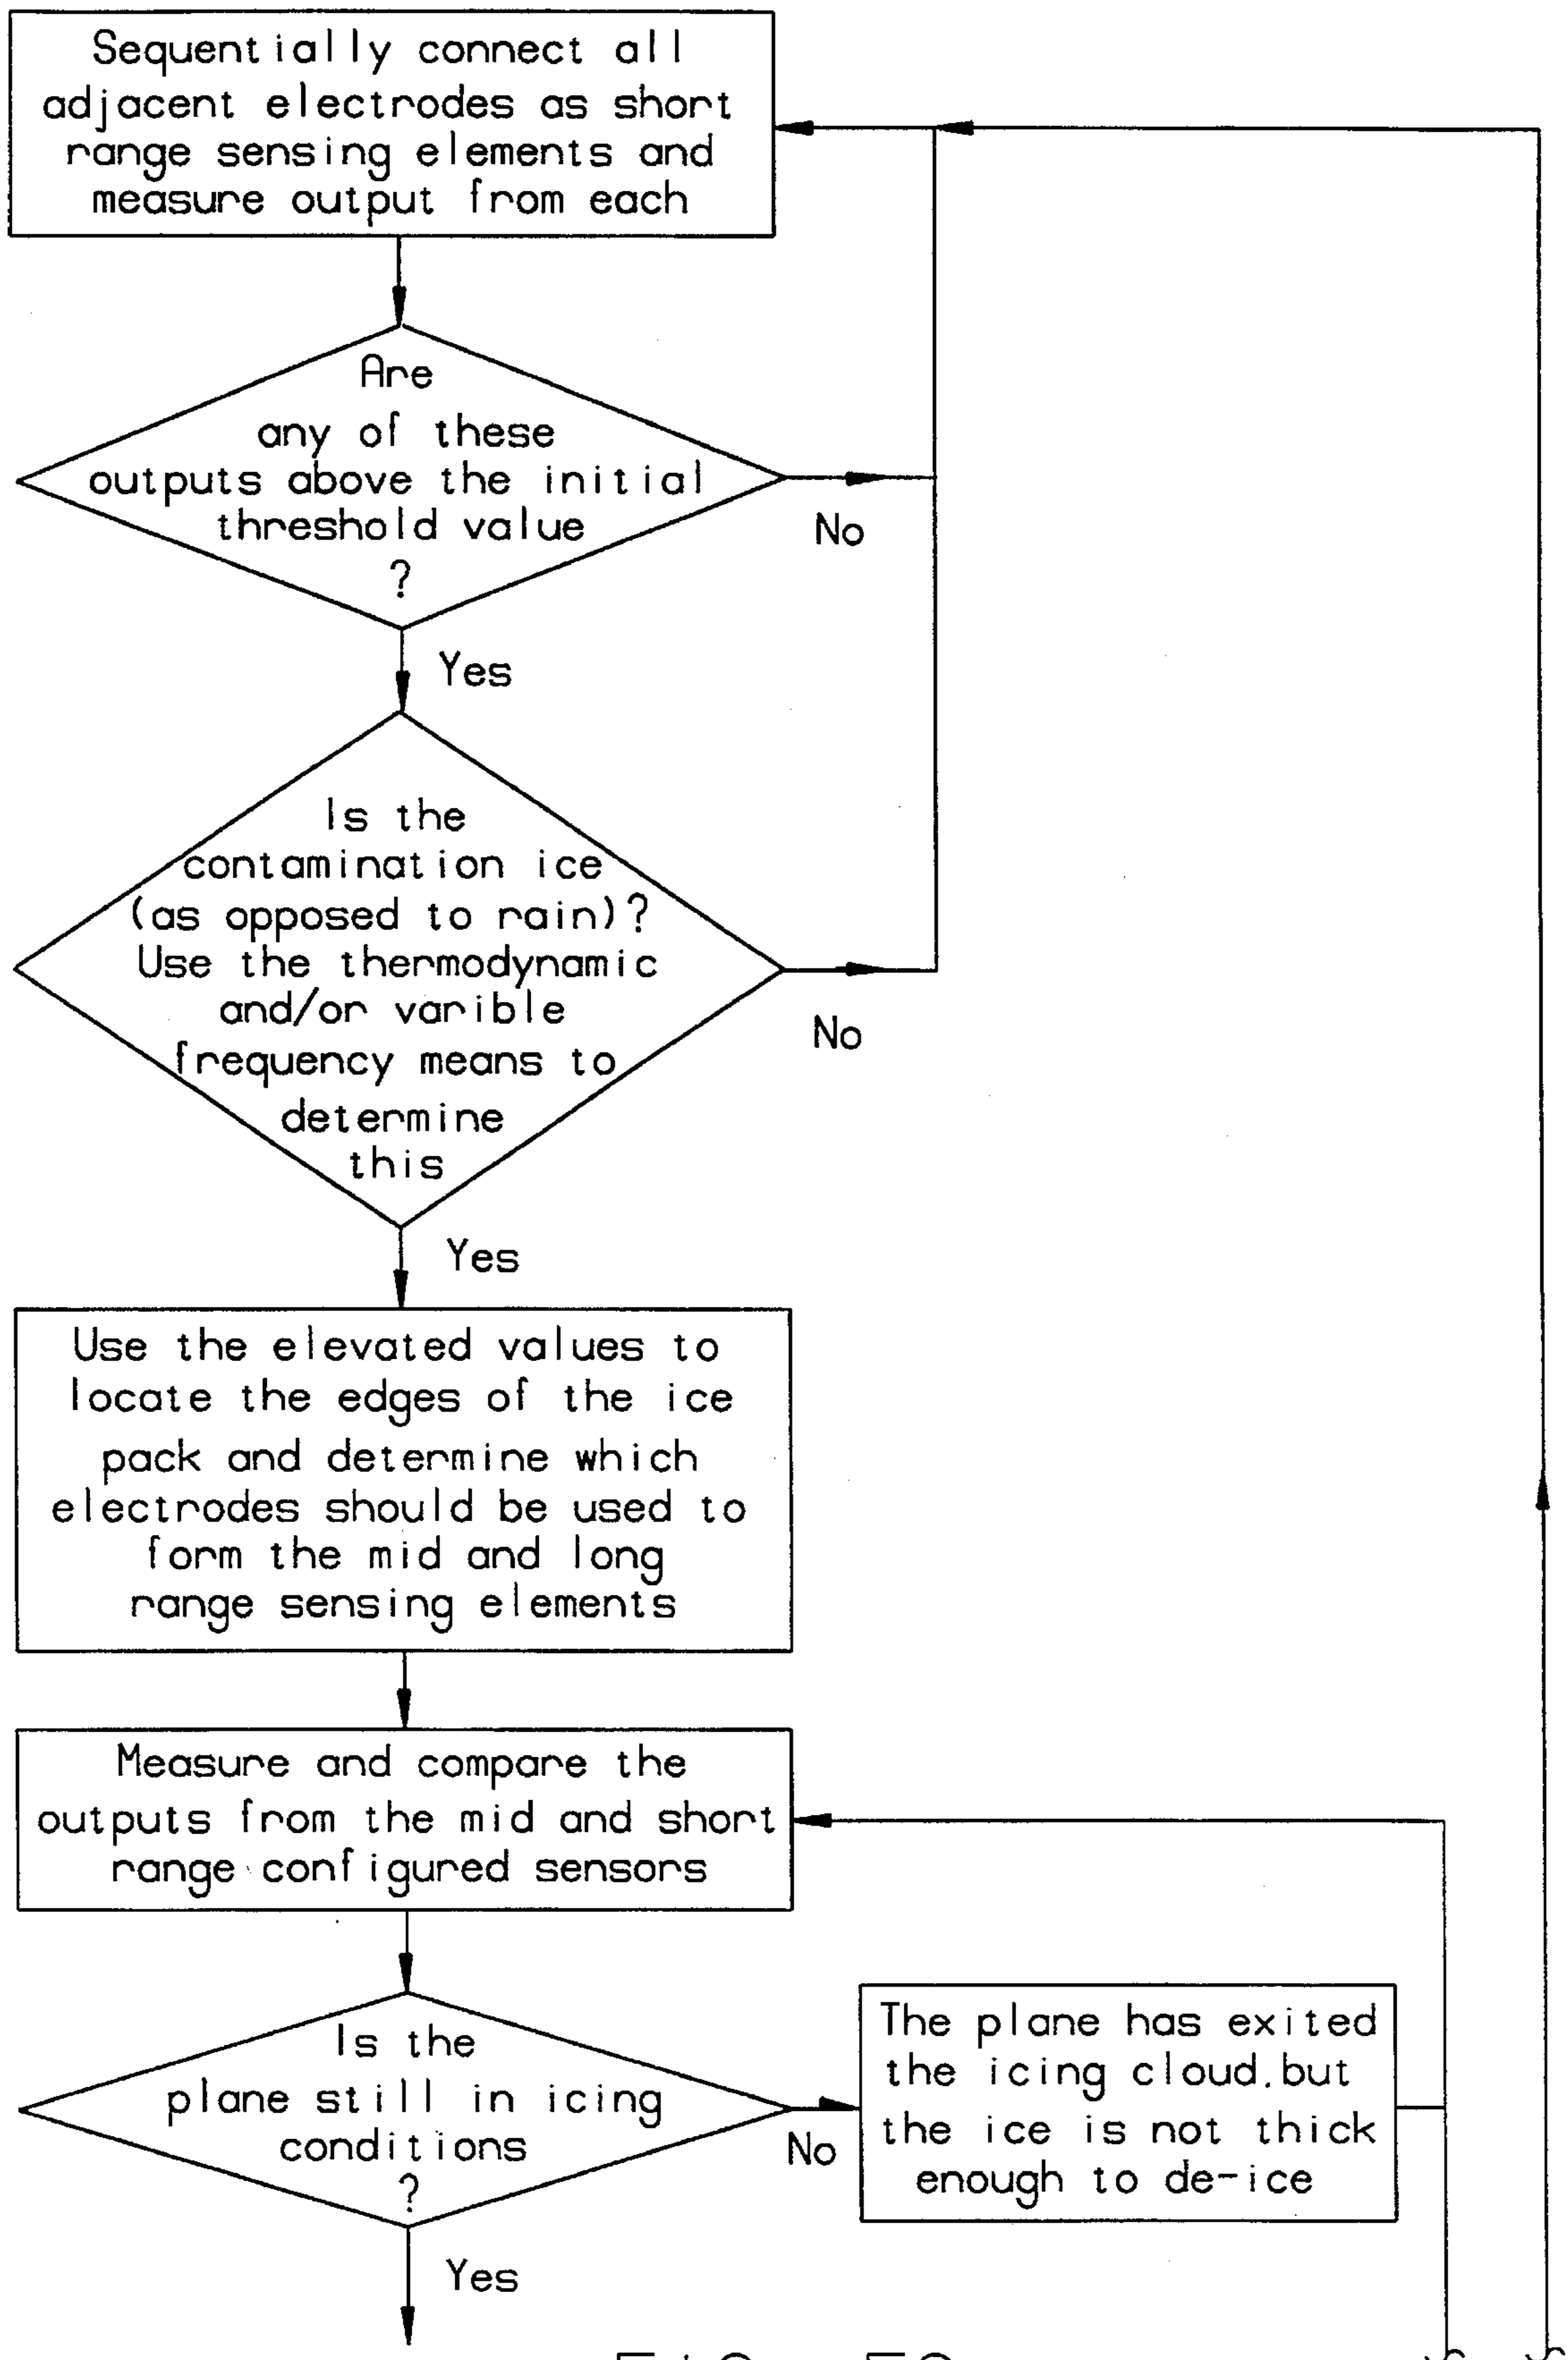 Sequentially connect all
adjacent electrodes as short
range sensing elements and
measure output from each
Are
any of these
outputs above the initial
threshold value
?
No
Yes
Is the
contamination ice
(as opposed to rain)?
Use the thermodynamic
and/or varible
frequency means to
determine
this
No
Yes
Use the elevated values to
locate the edges of the ice
pack and determine which
electrodes should be used to
form the mid and long
range sensing elements
Measure and compare the
outputs from the mid and short
range configured sensors
Is the
plane still in icing
conditions
?
No
The plane has exited
the icing cloud.but
the ice is not thick
enough to de-ice
Yes